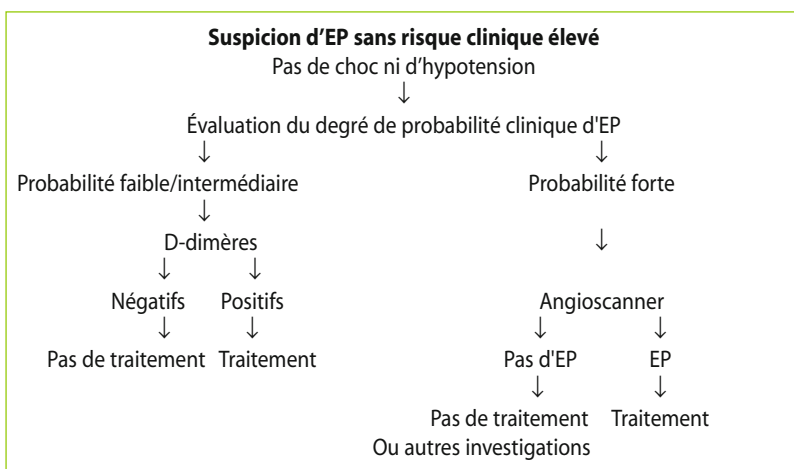 Suspicion d’EP sans risque clinique élevé
Pas de choc ni d’hypotension
↓
Évaluation du degré de probabilité clinique d'EP
↓ ↓
Probabilité faible/intermédiaire Probabilité forte
↓
D-dimères ↓
↓ ↓
Négatifs Positifs Angioscanner
↓ ↓ ↓ ↓
Pas de traitement Traitement Pas d'EP EP
↓ ↓
Pas de traitement Traitement
Ou autres investigations